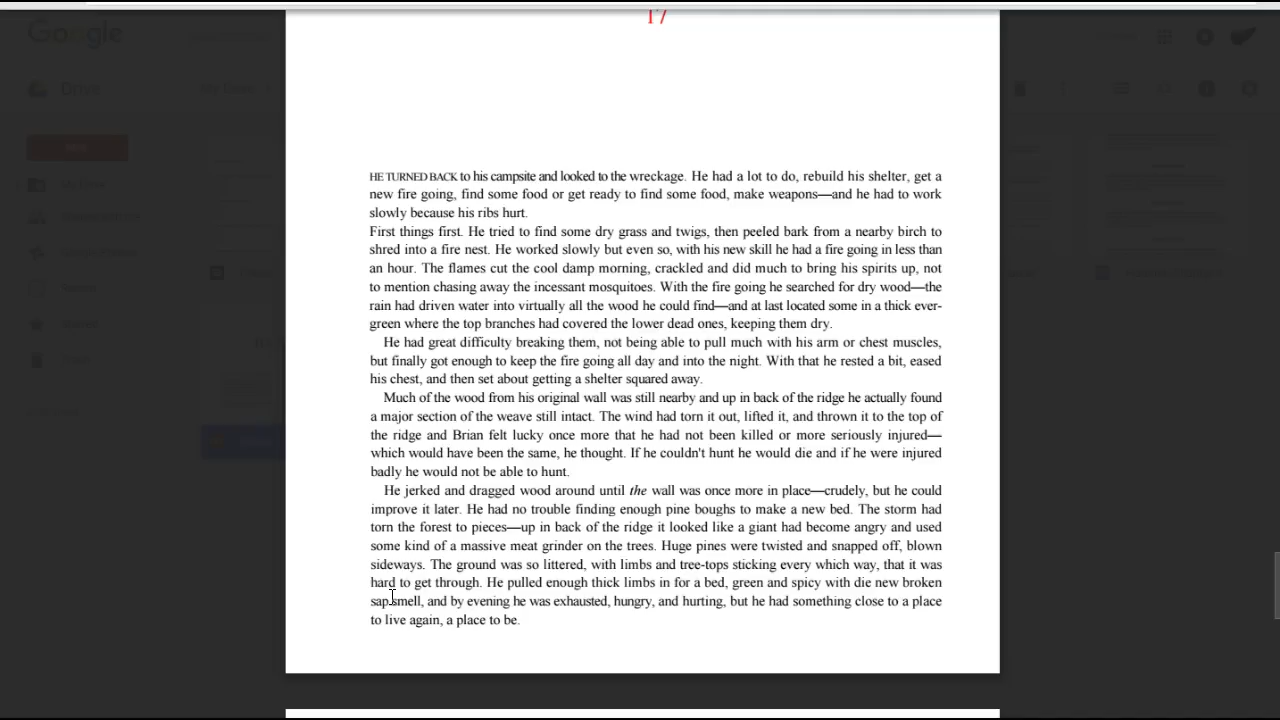 Google
Drive
17
HE TURNED BACK to his campsite and looked to the wreckage. He had a lot to do, rebuild his shelter, get a
new fire going, find some food or get ready to find some food, make weapons—and he had to work
slowly because his ribs hurt.
First things first. He tried to find some dry grass and twigs, then peeled bark from a nearby birch to
shred into a fire nest. He worked slowly but even so, with his new skill he had a fire going in less than
an hour. The flames cut the cool damp morning, crackled and did much to bring his spirits up, not
to mention chasing away the incessant mosquitoes. With the fire going he searched for dry wood—the
rain had driven water into virtually all the wood he could find—and at last located some in a thick ever-
green where the top branches had covered the lower dead ones, keeping them dry.
He had great difficulty breaking them, not being able to pull much with his arm or chest muscles,
but finally got enough to keep the fire going all day and into the night. With that he rested a bit, eased
his chest, and then set about getting a shelter squared away.
Much of the wood from his original wall was still nearby and up in back of the ridge he actually found
a major section of the weave still intact. The wind had torn it out, lifted it, and thrown it to the top of
the ridge and Brian felt lucky once more that he had not been killed or more seriously injured—
which would have been the same, he thought. If he couldn't hunt he would die and if he were injured
badly he would not be able to hunt.
He jerked and dragged wood around until the wall was once more in place—crudely, but he could
improve it later. He had no trouble finding enough pine boughs to make a new bed. The storm had
torn the forest to pieces—up in back of the ridge it looked like a giant had become angry and used
some kind of a massive meat grinder on the trees. Huge pines were twisted and snapped off, blown
sideways. The ground was so littered, with limbs and tree-tops sticking every which way, that it was
hard to get through. He pulled enough thick limbs in for a bed, green and spicy with die new broken
sap smell, and by evening he was exhausted, hungry, and hurting, but he had something close to a place
to live again, a place to be.